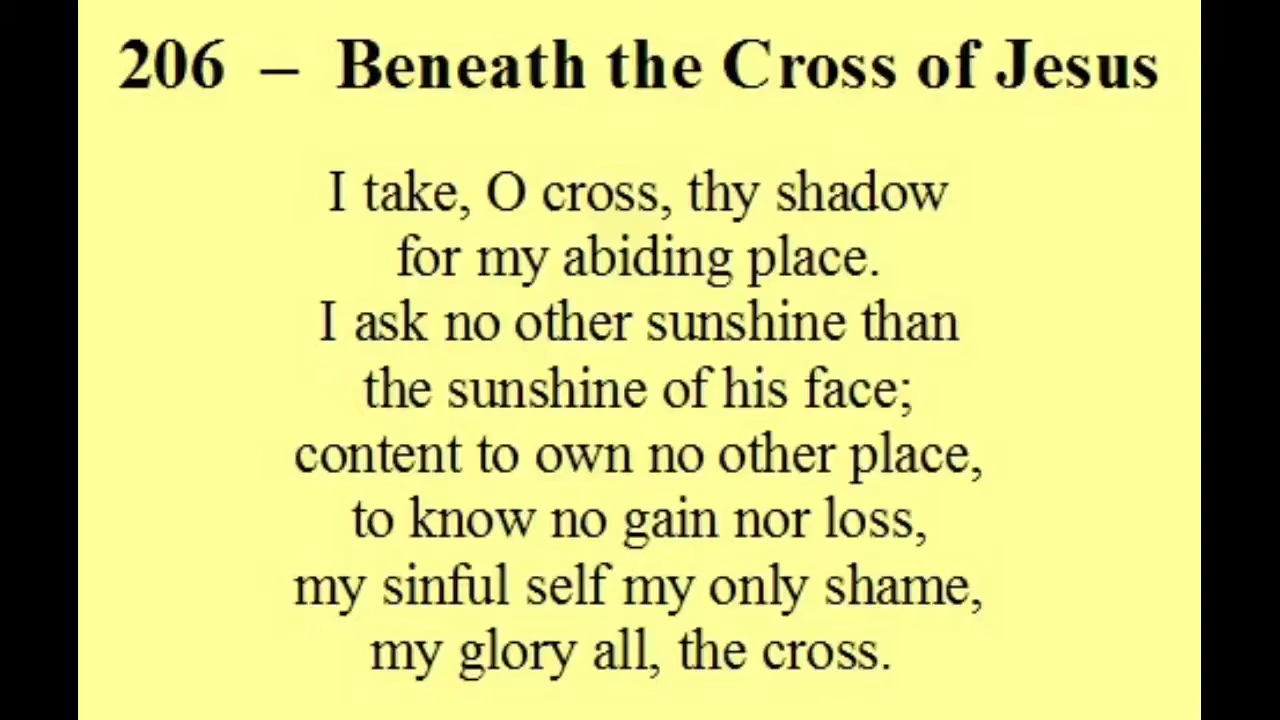 206 – Beneath the Cross of Jesus
I take, O cross, thy shadow
for my abiding place.
I ask no other sunshine than
the sunshine of his face;
content to own no other place,
to know no gain nor loss,
my sinful self my only shame,
my glory all, the cross.